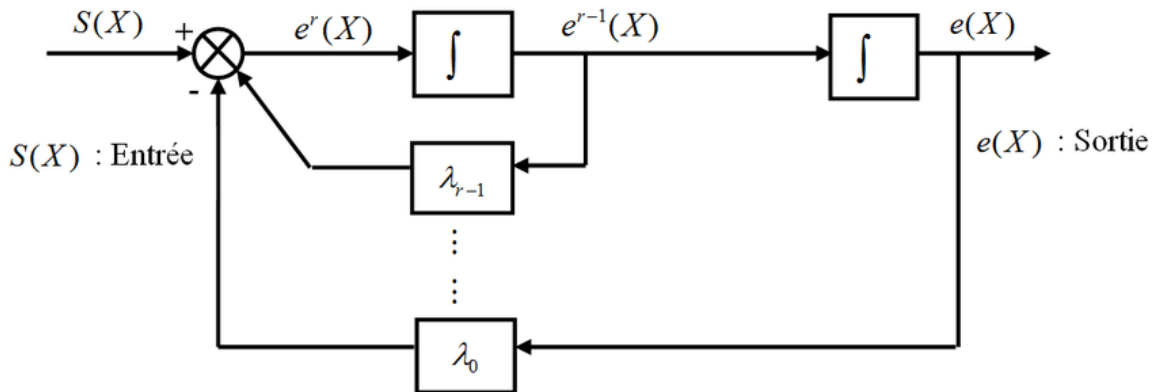 S(X)
+
e^r(X)
∫
e^{r-1}(X)
∫
e(X)
-
S(X) : Entrée
e(X) : Sortie
λ_{r-1}
⋮
⋮
λ_0